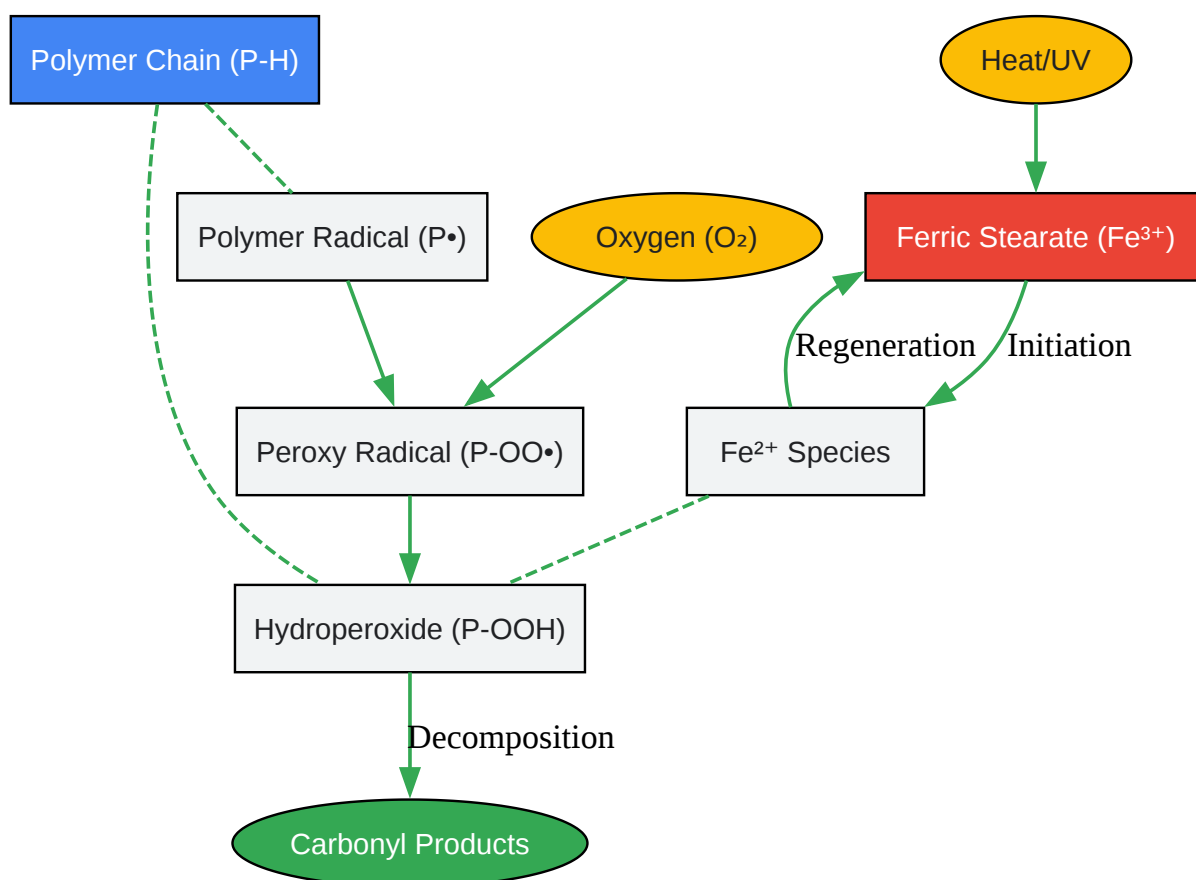 Polymer Chain (P-H)
Heat/UV
Polymer Radical (P•)
Oxygen (O₂)
Ferric Stearate (Fe³⁺)
Regeneration
Initiation
Peroxy Radical (P-OO•)
Fe²⁺ Species
Hydroperoxide (P-OOH)
Decomposition
Carbonyl Products